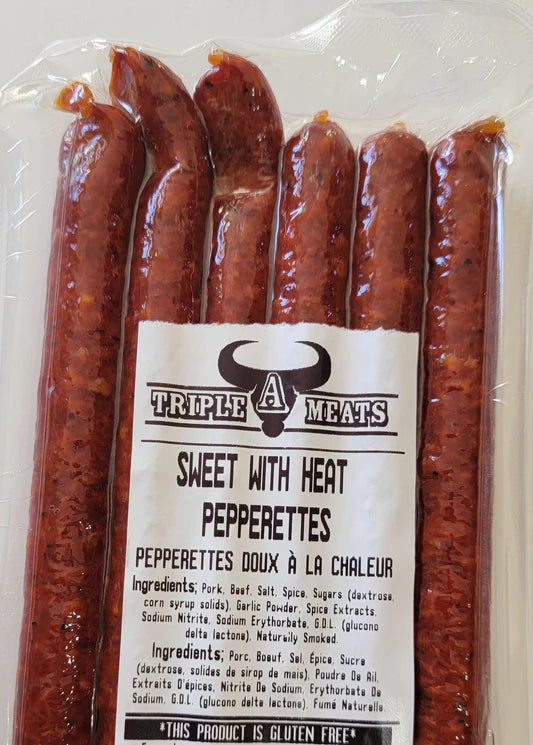 TRIPLE A MEATS
SWEET WITH HEAT
PEPPERETTES
PEPPERETTES DOUX À LA CHALEUR
Ingredients; Pork, Beef, Salt, Spice, Sugars (dextrose,
corn syrup solids), Garlic Powder, Spice Extracts,
Sodium Nitrite, Sodium Erythorbate, G.D.L. (glucono
delta lactone), Naturally Smoked.
Ingredients; Porc, Boeuf, Sel, Épice, Sucre
(dextrose, solides de sirop de mais), Poudre De Ail,
Extraits D'épices, Nitrite De Sodium, Erythorbate De
Sodium, G.D.L. (glucono delta lactone), Fumé Naturelle.
*THIS PRODUCT IS GLUTEN FREE*